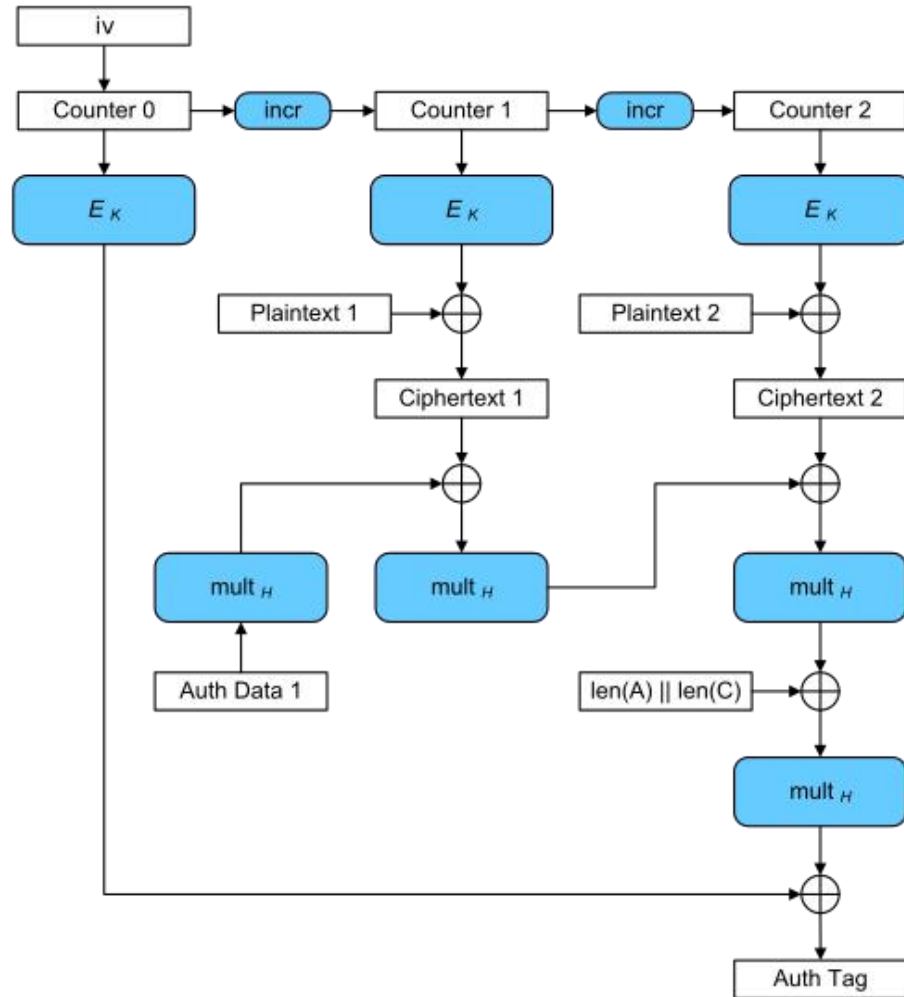 iv
Counter 0
incr
Counter 1
incr
Counter 2
E K
E K
E K
Plaintext 1
Plaintext 2
Ciphertext 1
Ciphertext 2
mult H
mult H
mult H
Auth Data 1
len(A) || len(C)
mult H
Auth Tag